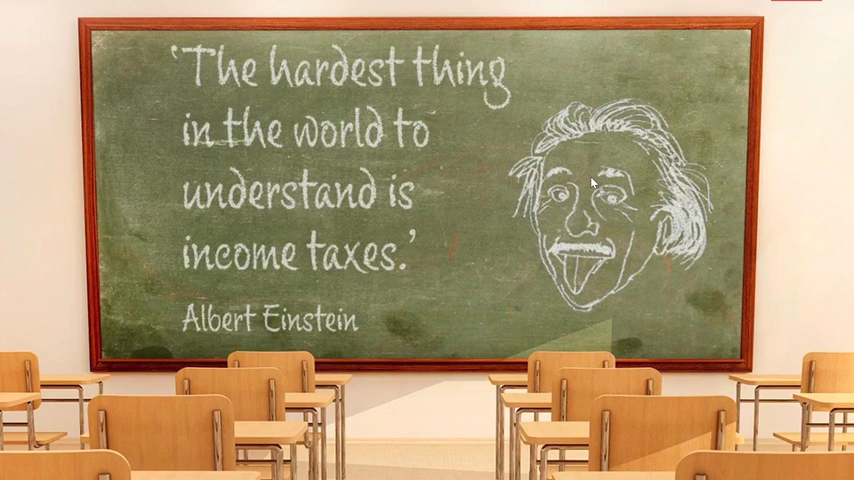 ‘The hardest thing
in the world to
understand is
income taxes.’
Albert Einstein